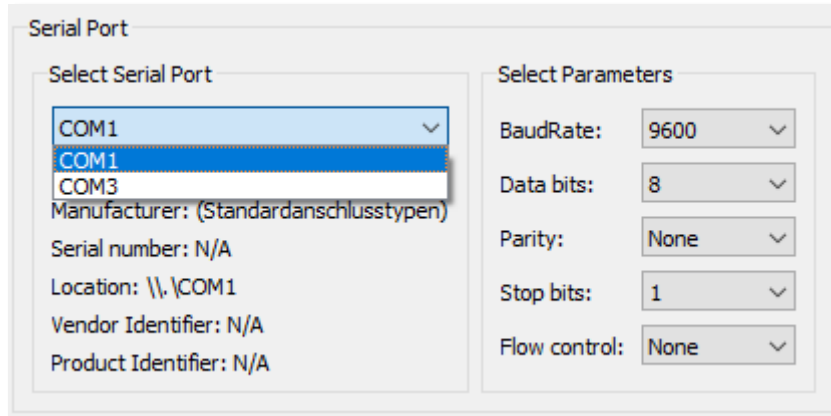 Serial Port
Select Serial Port
COM1
COM1
COM3
Manufacturer: (Standardanschlusstypen)
Serial number: N/A
Location: \\.\COM1
Vendor Identifier: N/A
Product Identifier: N/A
Select Parameters
BaudRate: 9600
Data bits: 8
Parity: None
Stop bits: 1
Flow control: None